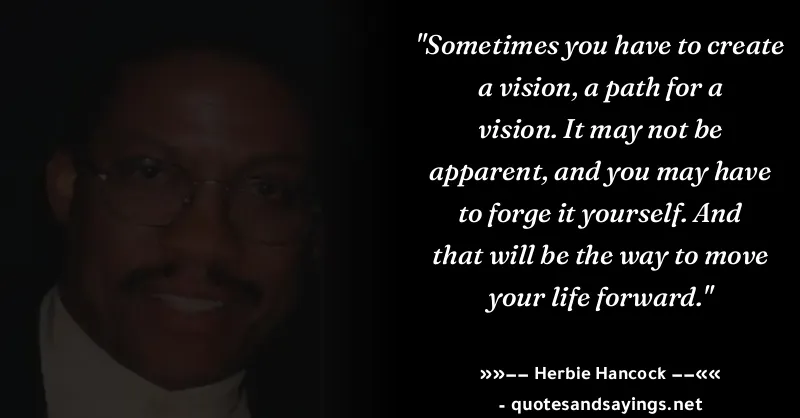 "Sometimes you have to create
a vision, a path for a
vision. It may not be
apparent, and you may have
to forge it yourself. And
that will be the way to move
your life forward."
»»−− Herbie Hancock −−««
- quotesandsayings.net